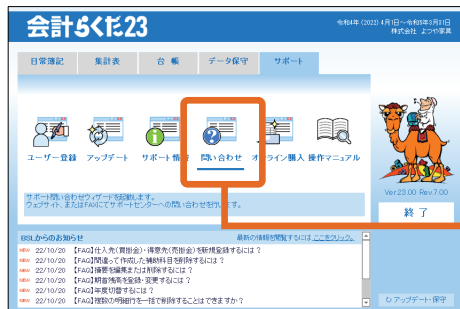 会計らくだ23
令和4年(2022)4月1日～令和5年3月31日
株式会社 よつや家具
日常簿記 集計表 台 帳 データ保守 サポート
ユーザー登録 アップデート サポート情報 問い合わせ オンライン購入 操作マニュアル
サポート問い合わせウィザードを起動します。
ウェブサイト、またはFAXにてサポートセンターへの問い合わせを行います。
Ver.23.00 Rev.7.00
終 了
BSLからのお知らせ 最新の情報を閲覧するには、ここをクリック。
NEW 22/10/20 【FAQ】仕入先(買掛金)・得意先(売掛金)を新規登録するには？
NEW 22/10/20 【FAQ】間違って作成した補助科目を削除するには？
NEW 22/10/20 【FAQ】摘要を編集または削除するには？
NEW 22/10/20 【FAQ】期首残高を登録・変更するには？
NEW 22/10/20 【FAQ】年度切替するには？
NEW 22/10/20 【FAQ】複数の明細行を一括で削除することはできますか？
アップデート・保守